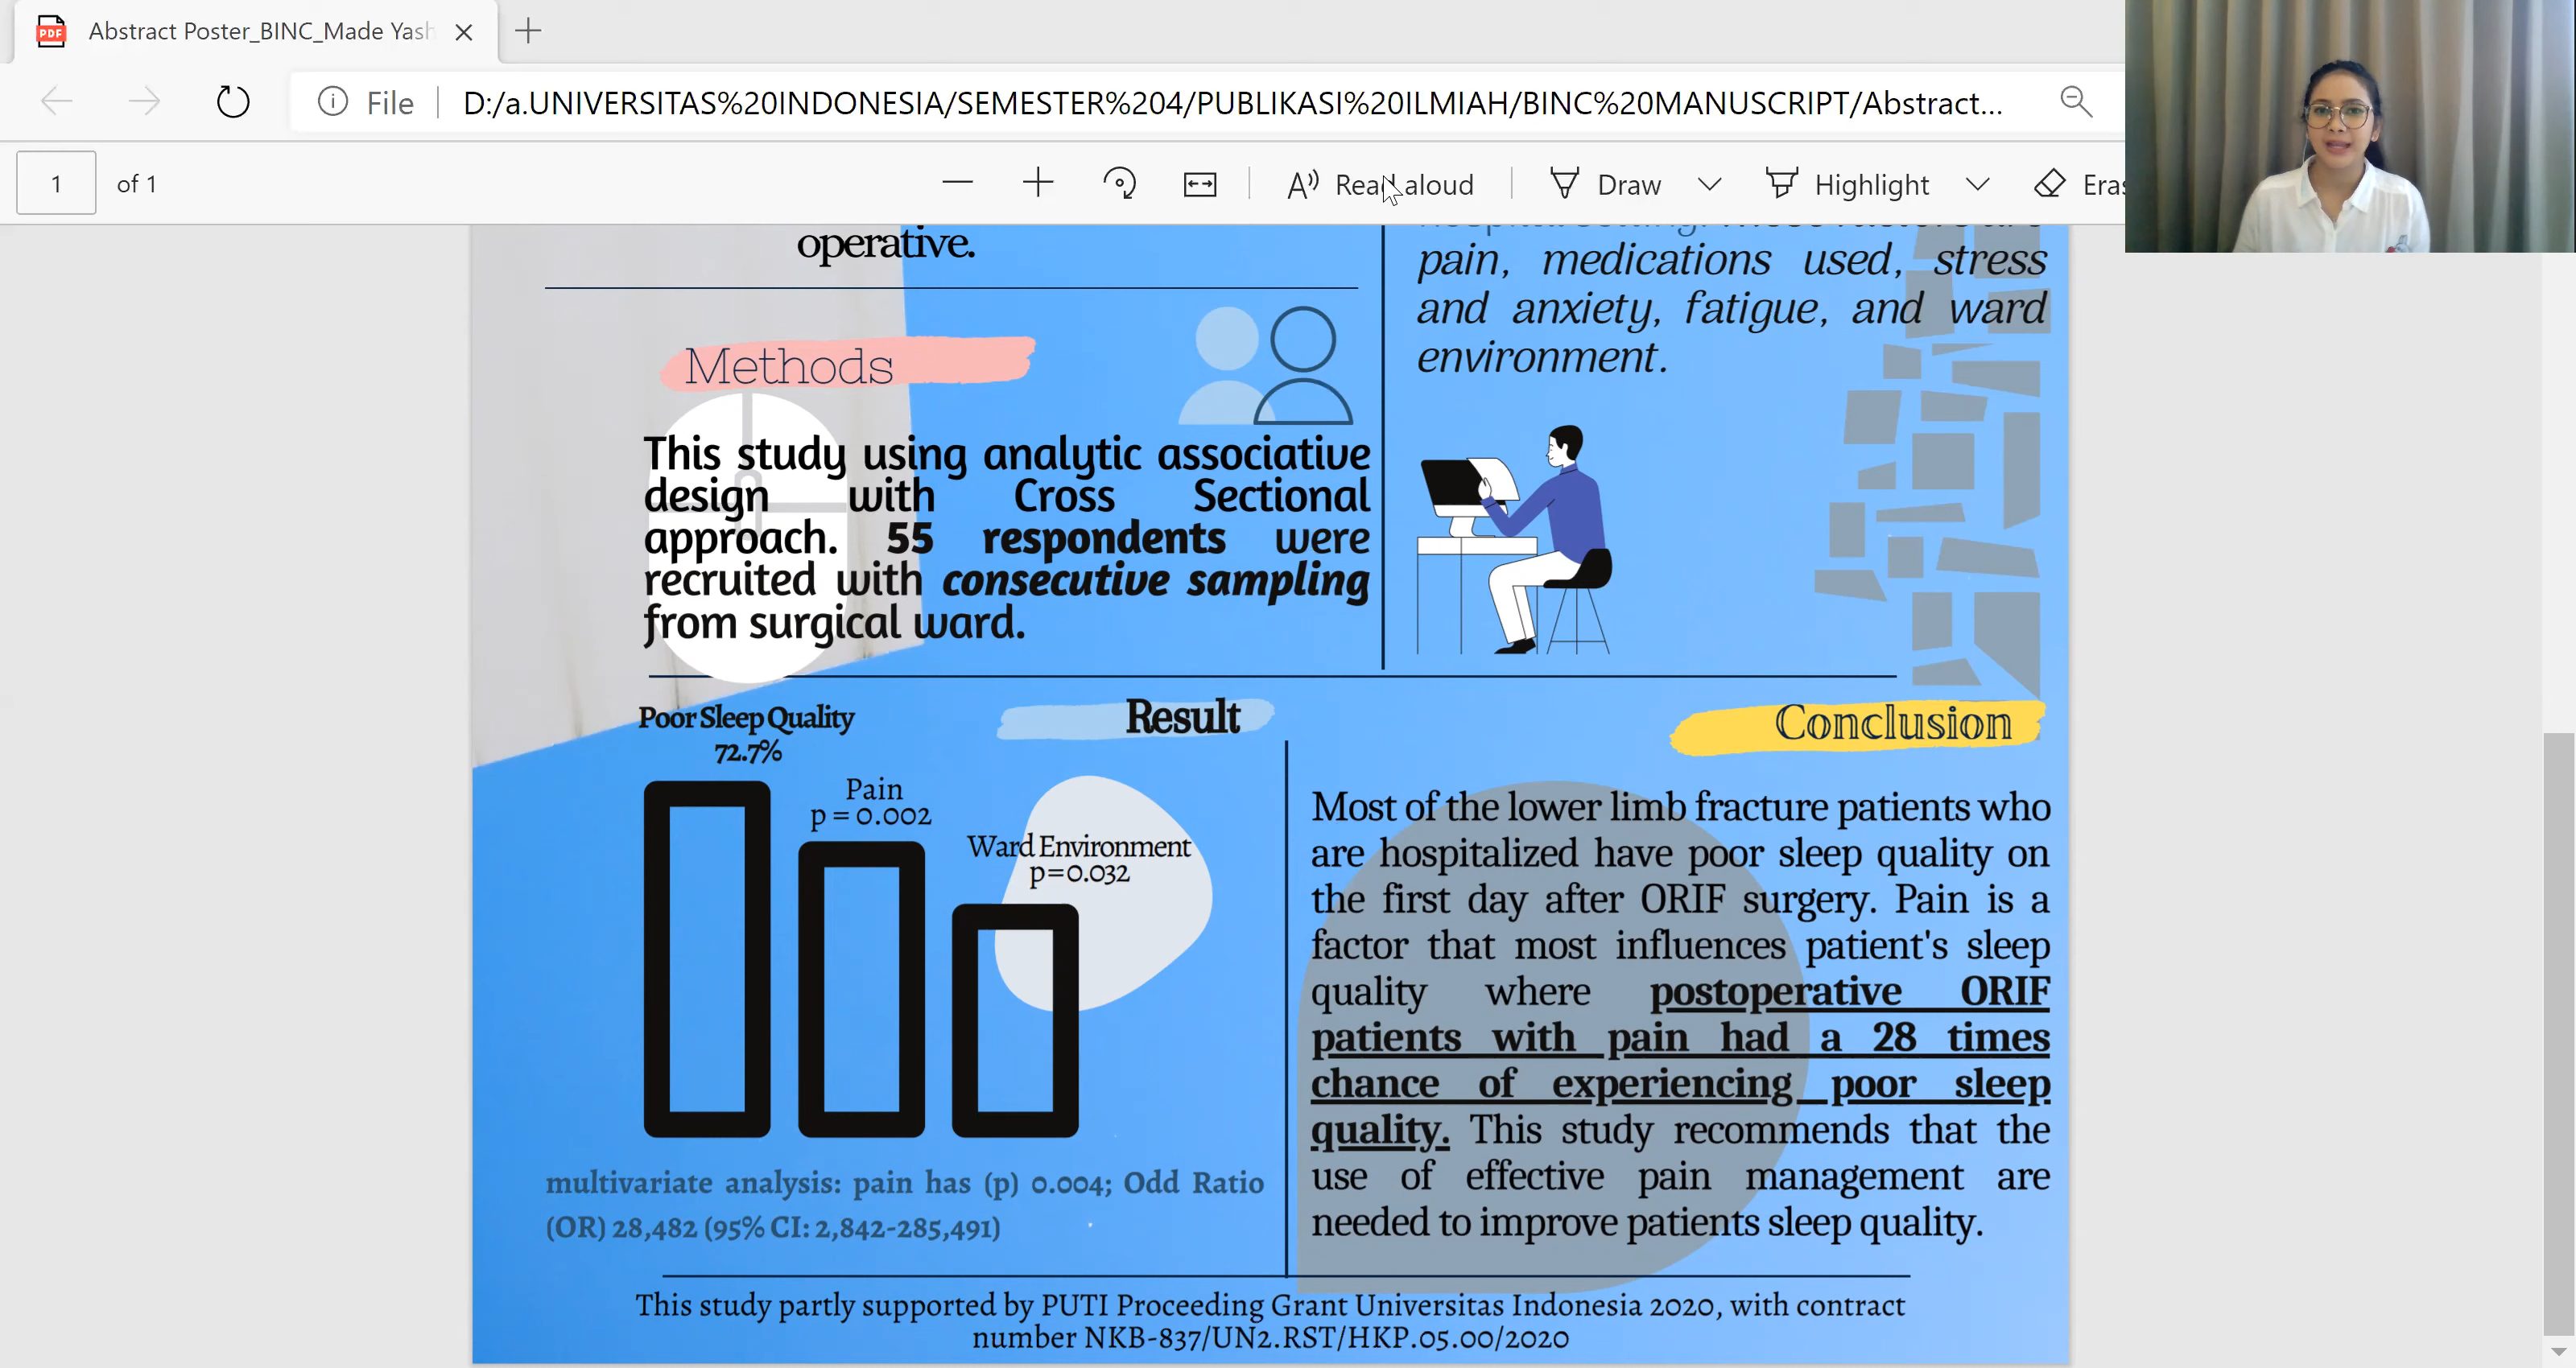 Abstract Poster_BINC_Made Yash
File
D:/a.UNIVERSITAS%20INDONESIA/SEMESTER%204/PUBLIKASI%20ILMIAH/BINC%20MANUSCRIPT/Abstract...
1
of 1
Read aloud
Draw
Highlight
Eras
operative.
pain, medications used, stress
and anxiety, fatigue, and ward
environment.
Methods
This study using analytic associative
design with Cross Sectional
approach. 55 respondents were
recruited with consecutive sampling
from surgical ward.
Poor Sleep Quality
72.7%
Pain
p = 0.002
Ward Environment
p=0.032
Result
multivariate analysis: pain has (p) 0.004; Odd Ratio
(OR) 28,482 (95% CI: 2,842-285,491)
Conclusion
Most of the lower limb fracture patients who
are hospitalized have poor sleep quality on
the first day after ORIF surgery. Pain is a
factor that most influences patient's sleep
quality where postoperative ORIF
patients with pain had a 28 times
chance of experiencing poor sleep
quality. This study recommends that the
use of effective pain management are
needed to improve patients sleep quality.
This study partly supported by PUTI Proceeding Grant Universitas Indonesia 2020, with contract
number NKB-837/UN2.RST/HKP.05.00/2020